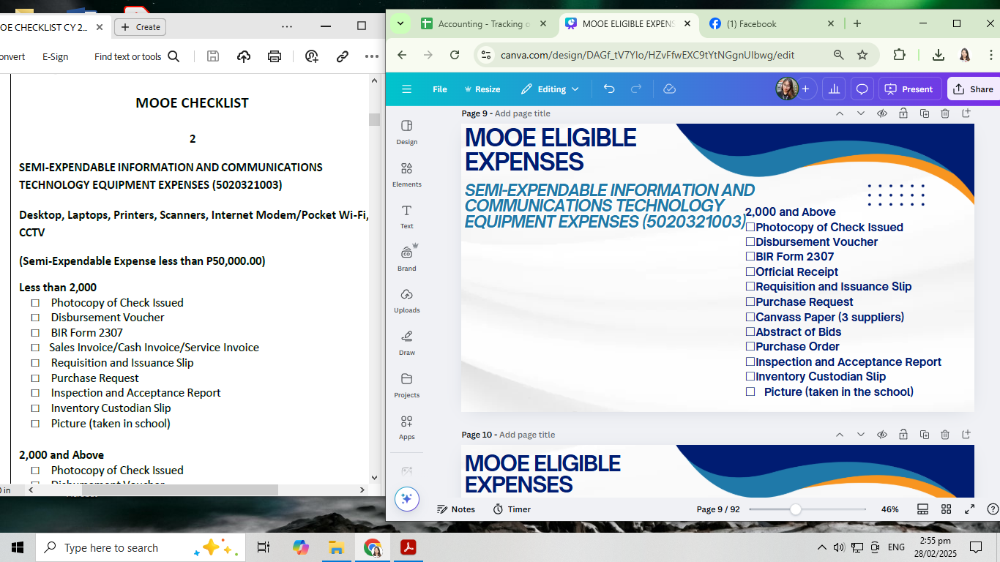 OE CHECKLIST CY 2...
Create
onvert
E-Sign
Find text or tools
MOOE CHECKLIST
2
SEMI-EXPENDABLE INFORMATION AND COMMUNICATIONS
TECHNOLOGY EQUIPMENT EXPENSES (5020321003)
Desktop, Laptops, Printers, Scanners, Internet Modem/Pocket Wi-Fi,
CCTV
(Semi-Expendable Expense less than P50,000.00)
Less than 2,000
☐ Photocopy of Check Issued
☐ Disbursement Voucher
☐ BIR Form 2307
☐ Sales Invoice/Cash Invoice/Service Invoice
☐ Requisition and Issuance Slip
☐ Purchase Request
☐ Inspection and Acceptance Report
☐ Inventory Custodian Slip
☐ Picture (taken in school)
2,000 and Above
☐ Photocopy of Check Issued
☐ Disbursement Voucher
0 in
Accounting - Tracking o
MOOE ELIGIBLE EXPENS
(1) Facebook
canva.com/design/DAGf_tV7YIo/HZvFfwEXC9tYtNGgnUIbwg/edit
File
Resize
Editing
Present
Share
Design
Elements
Text
Brand
Uploads
Draw
Projects
Apps
Page 9 - Add page title
MOOE ELIGIBLE
EXPENSES
SEMI-EXPENDABLE INFORMATION AND
COMMUNICATIONS TECHNOLOGY
EQUIPMENT EXPENSES (5020321003)
2,000 and Above
☐Photocopy of Check Issued
☐Disbursement Voucher
☐BIR Form 2307
☐Official Receipt
☐Requisition and Issuance Slip
☐Purchase Request
☐Canvass Paper (3 suppliers)
☐Abstract of Bids
☐Purchase Order
☐Inspection and Acceptance Report
☐Inventory Custodian Slip
☐ Picture (taken in the school)
Page 10 - Add page title
MOOE ELIGIBLE
EXPENSES
Notes
Timer
Page 9 / 92
46%
Type here to search
ENG
2:55 pm
28/02/2025